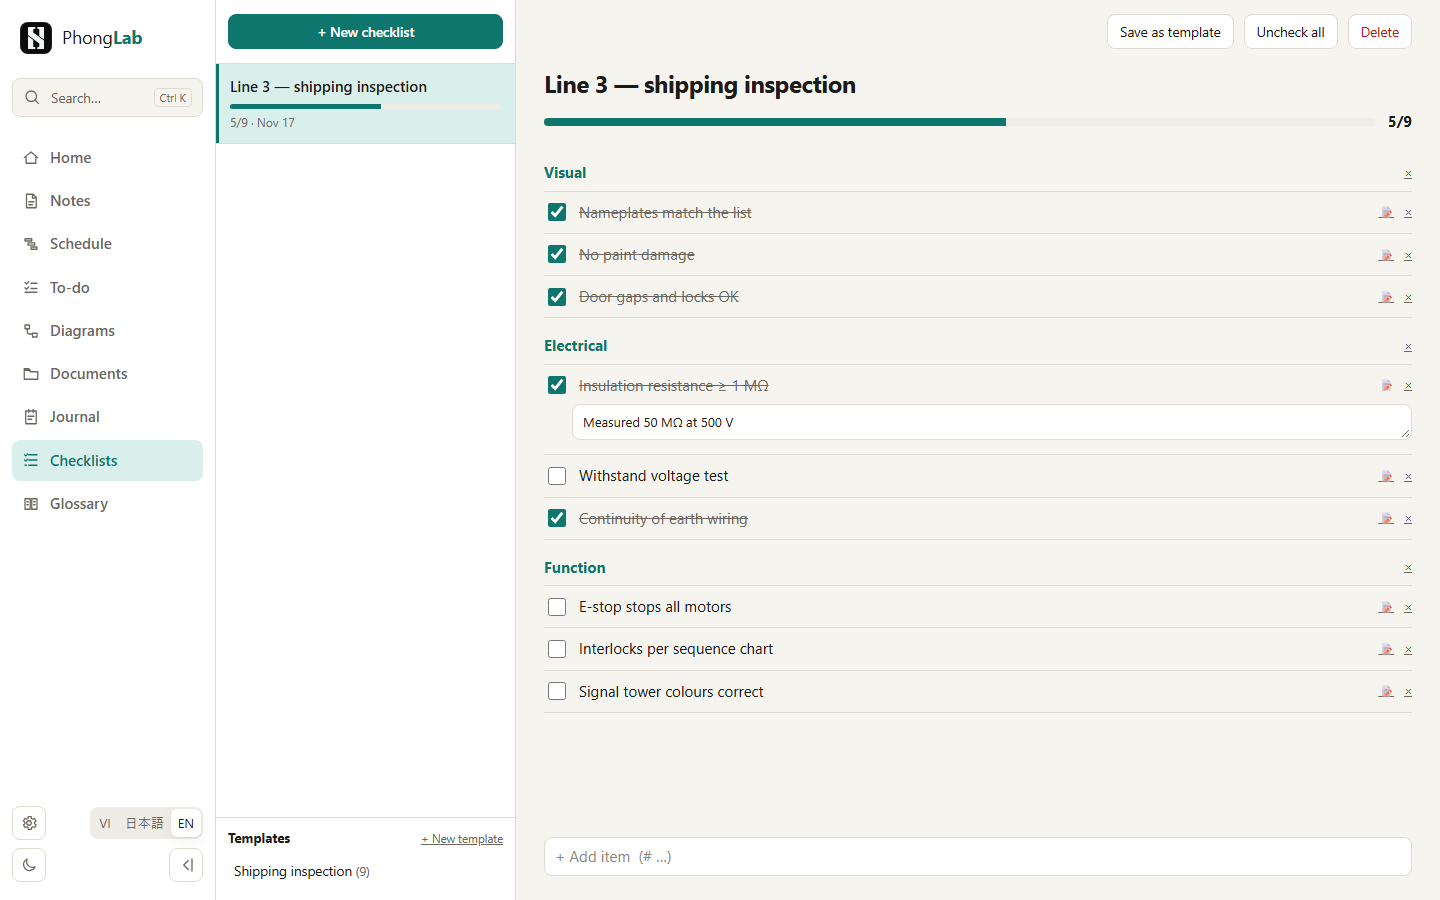 PhongLab
Search... Ctrl K
Home
Notes
Schedule
To-do
Diagrams
Documents
Journal
Checklists
Glossary
VI 日本語 EN
+ New checklist
Line 3 — shipping inspection
5/9 · Nov 17
Templates + New template
Shipping inspection (9)
Save as template Uncheck all Delete
Line 3 — shipping inspection
5/9
Visual ×
Nameplates match the list ×
No paint damage ×
Door gaps and locks OK ×
Electrical ×
Insulation resistance ≥ 1 MΩ ×
Measured 50 MΩ at 500 V
Withstand voltage test ×
Continuity of earth wiring ×
Function ×
E-stop stops all motors ×
Interlocks per sequence chart ×
Signal tower colours correct ×
+ Add item (# ...)